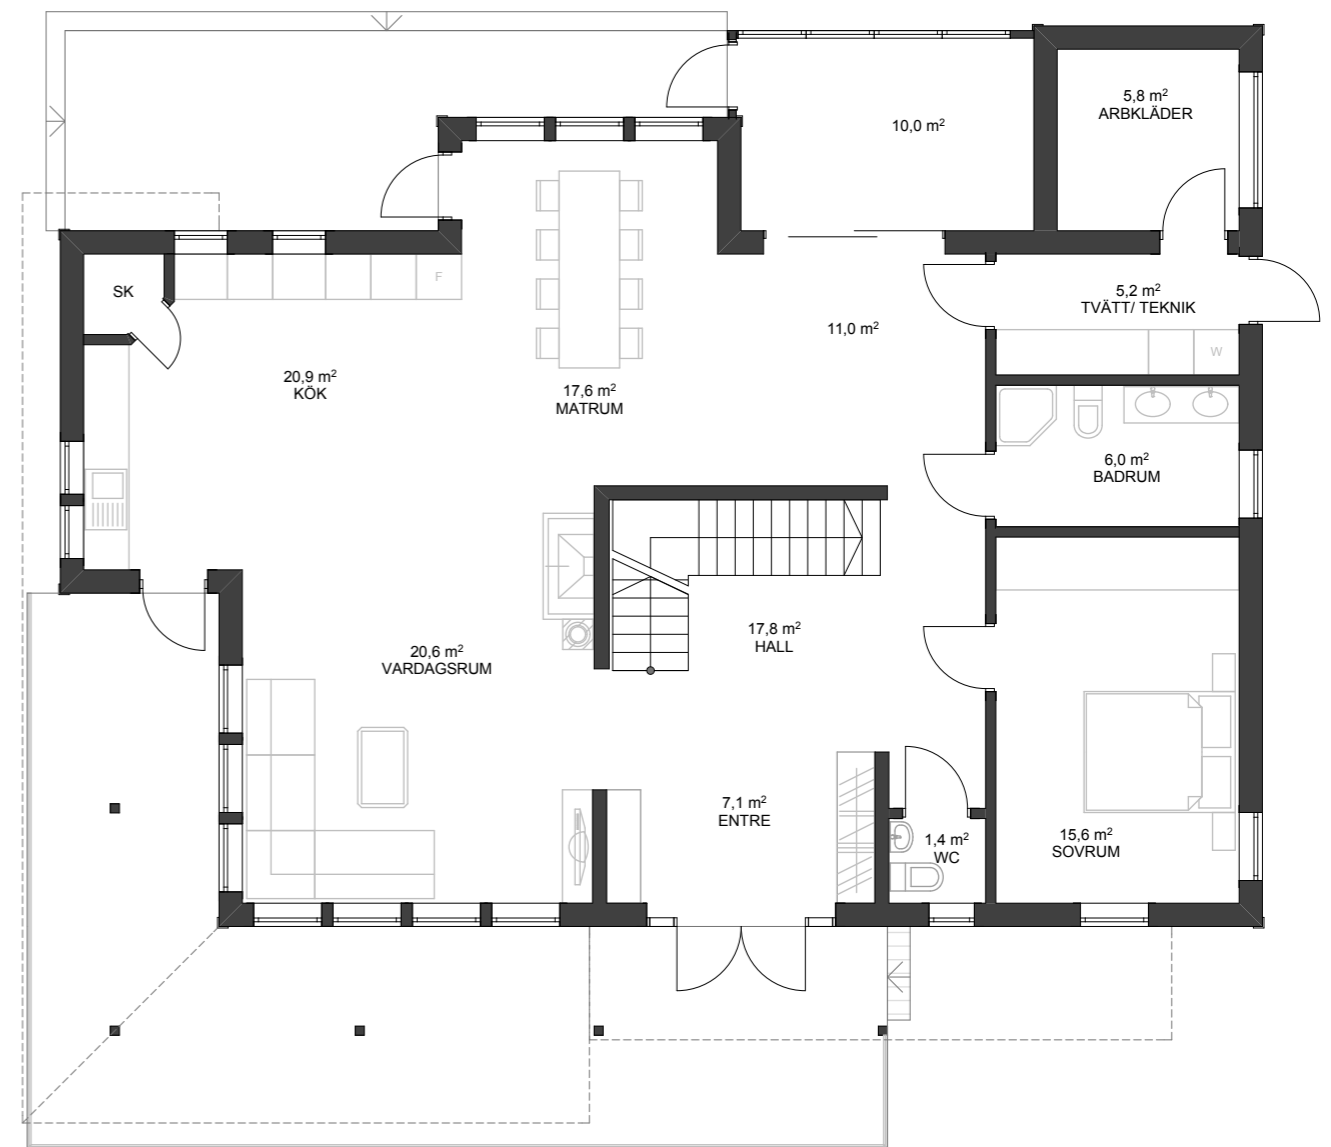 5,8 m²
ARBKLÄDER
10,0 m²
F
SK
5,2 m²
TVÄTT/ TEKNIK
11,0 m²
W
20,9 m²
KÖK
17,6 m²
MATRUM
6,0 m²
BADRUM
17,8 m²
HALL
20,6 m²
VARDAGSRUM
7,1 m²
ENTRE
1,4 m²
WC
15,6 m²
SOVRUM